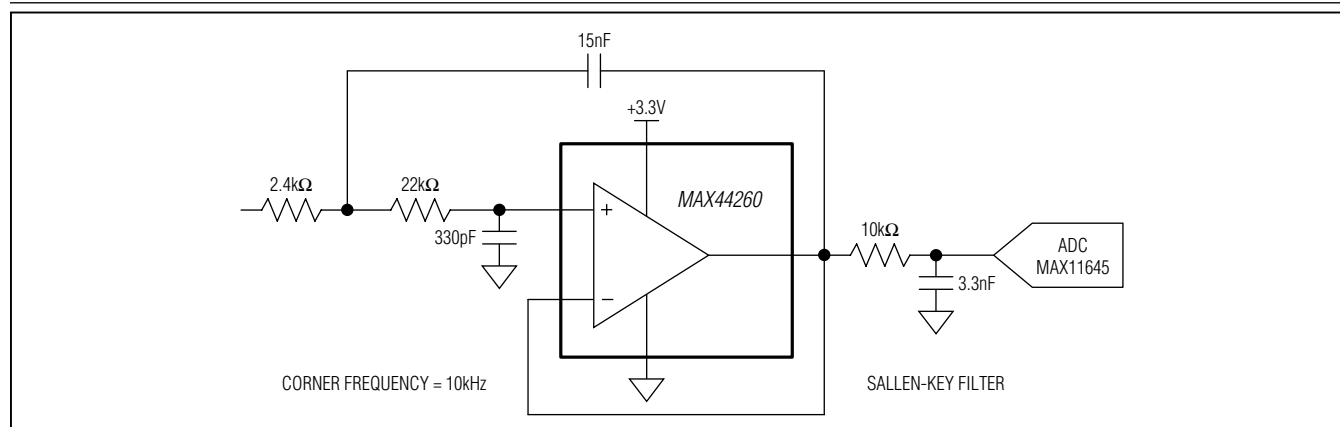 15nF
+3.3V
2.4kΩ
22kΩ
MAX44260
+
330pF
10kΩ
ADC
MAX11645
3.3nF
−
CORNER FREQUENCY = 10kHz
SALLEN-KEY FILTER